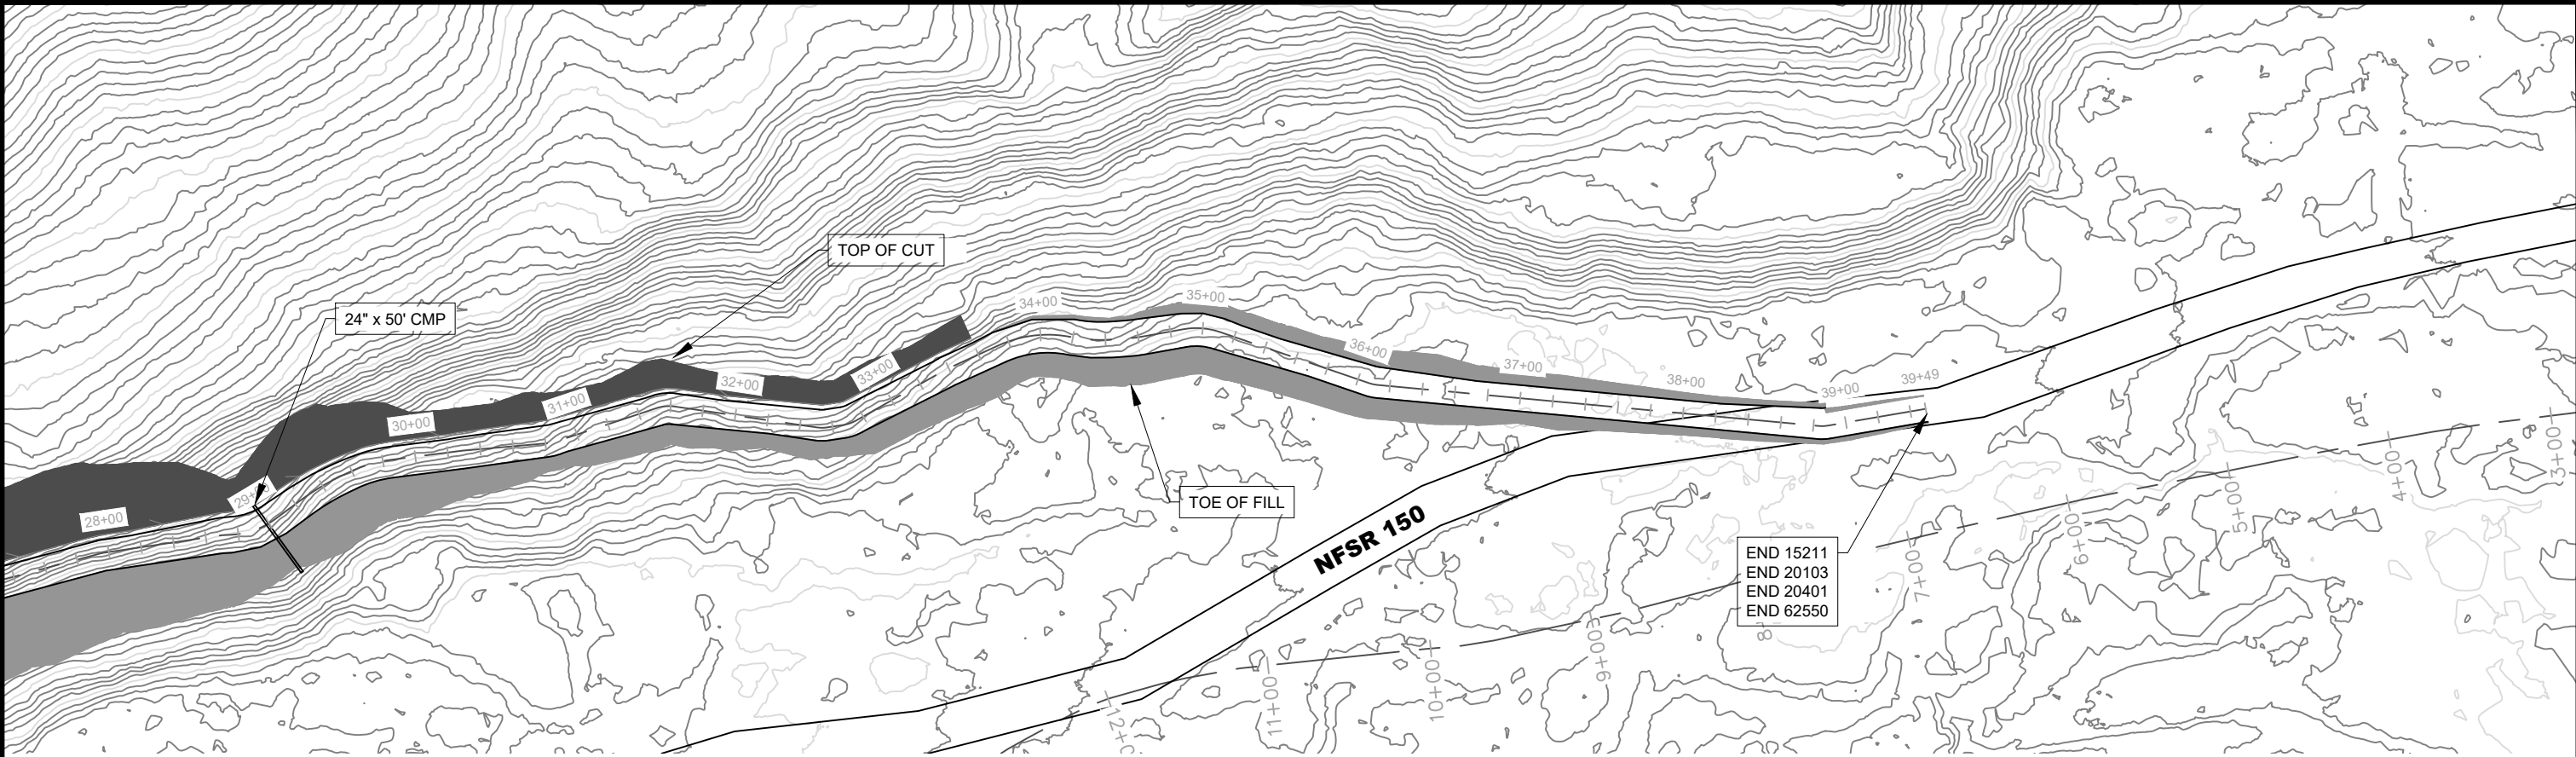 TOP OF CUT
24" x 50' CMP
34+00
35+00
36+00
37+00
38+00
39+00
39+49
33+00
32+00
31+00
30+00
28+00
TOE OF FILL
NFSR 150
END 15211
END 20103
END 20401
END 62550
3+00
4+00
5+00
6+00
7+00
9+00
10+00
11+00